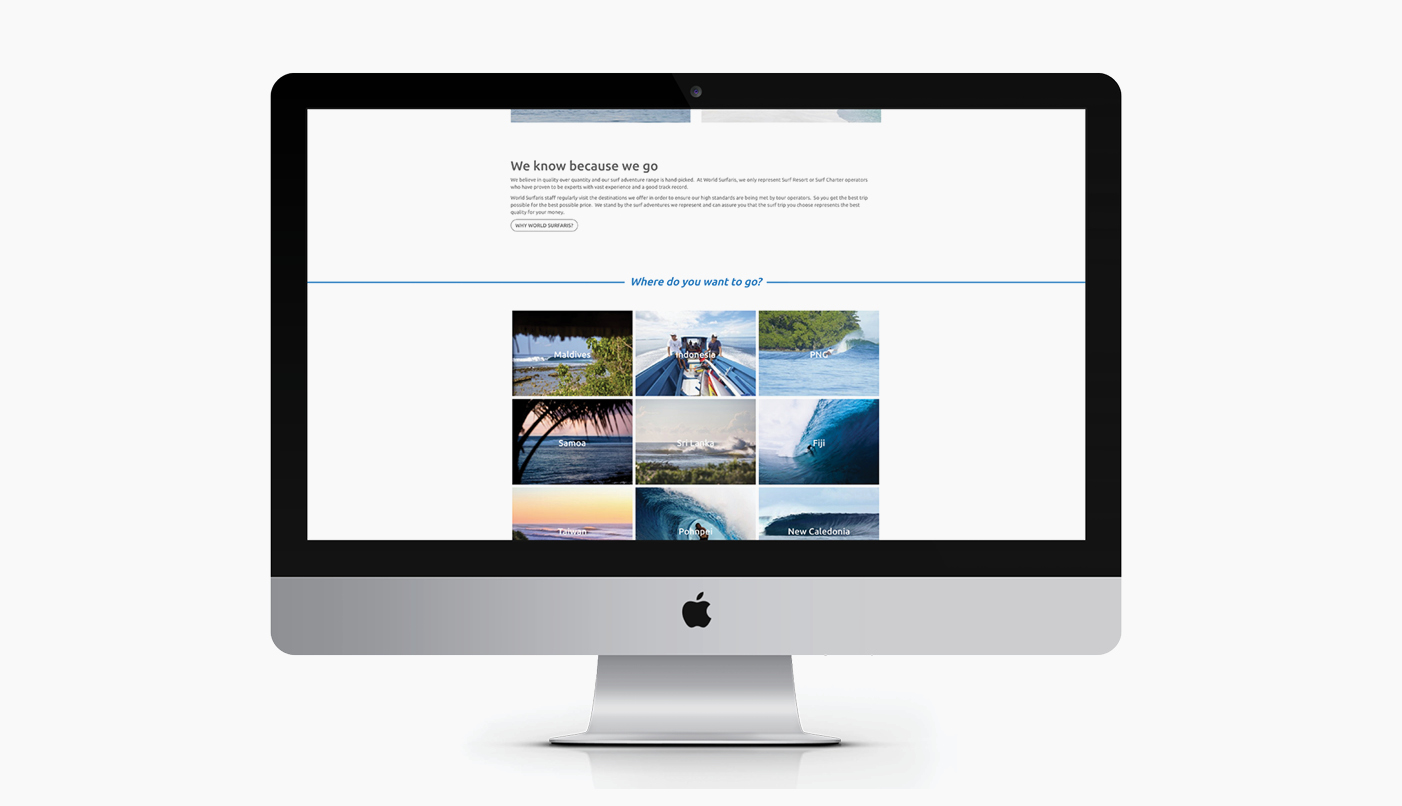 We know because we go
We believe in quality over quantity and our surf adventure range is hand-picked. At World Surfaris, we only represent Surf Resort or Surf Charter operators
who have proven to be experts with vast experience and a good track record.
World Surfaris staff regularly visit the destinations we offer in order to ensure our high standards are being met by tour operators. So you get the best trip
possible for the best possible price. We stand by the surf adventures we represent and can assure you that the surf trip you choose represents the best
quality for your money.
WHY WORLD SURFARIS?
Where do you want to go?
Maldives
Indonesia
PNG
Samoa
Sri Lanka
Fiji
Taiwan
Pohnpei
New Caledonia